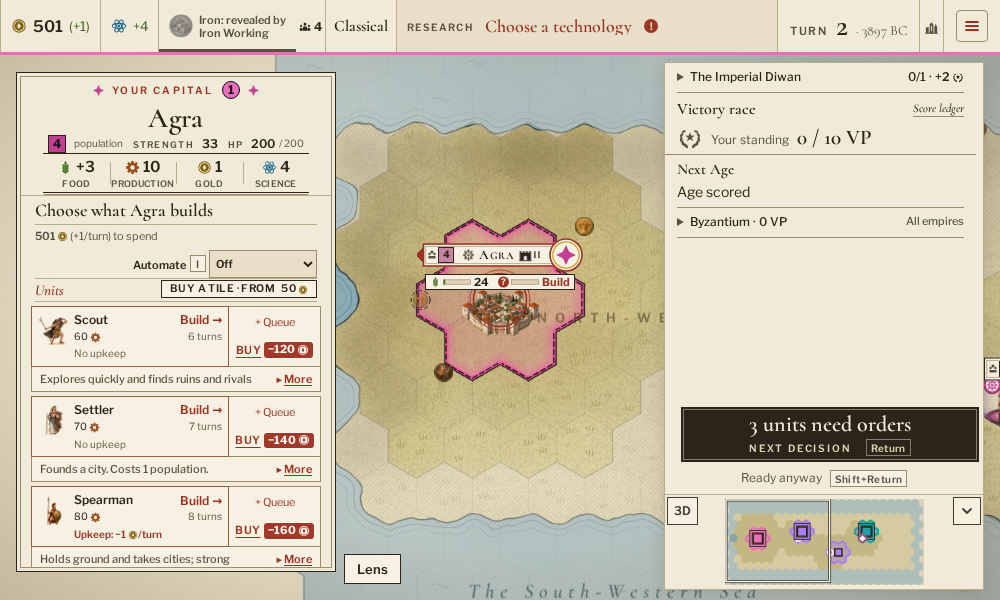 501 (+1)
+4
Iron: revealed by
Iron Working
4
Classical
RESEARCH Choose a technology !
TURN 2 · 3897 BC
YOUR CAPITAL 1
Agra
4 population STRENGTH 33 HP 200 /200
+3 FOOD
10 PRODUCTION
1 GOLD
4 SCIENCE
Choose what Agra builds
501 (+1/turn) to spend
Automate I Off
Units
BUY A TILE · FROM 50
Scout
Build →
+ Queue
60
6 turns
No upkeep
BUY −120
Explores quickly and finds ruins and rivals
▸ More
Settler
Build →
+ Queue
70
7 turns
No upkeep
BUY −140
Founds a city. Costs 1 population.
▸ More
Spearman
Build →
+ Queue
80
8 turns
Upkeep: −1 /turn
BUY −160
Holds ground and takes cities; strong
▸ More
4 AGRA II
24 ? Build
NORTH-WE
The South-Western Sea
Lens
The Imperial Diwan
0/1 · +2
Victory race
Score ledger
Your standing 0 / 10 VP
Next Age
Age scored
Byzantium · 0 VP
All empires
3 units need orders
NEXT DECISION Return
Ready anyway Shift+Return
3D